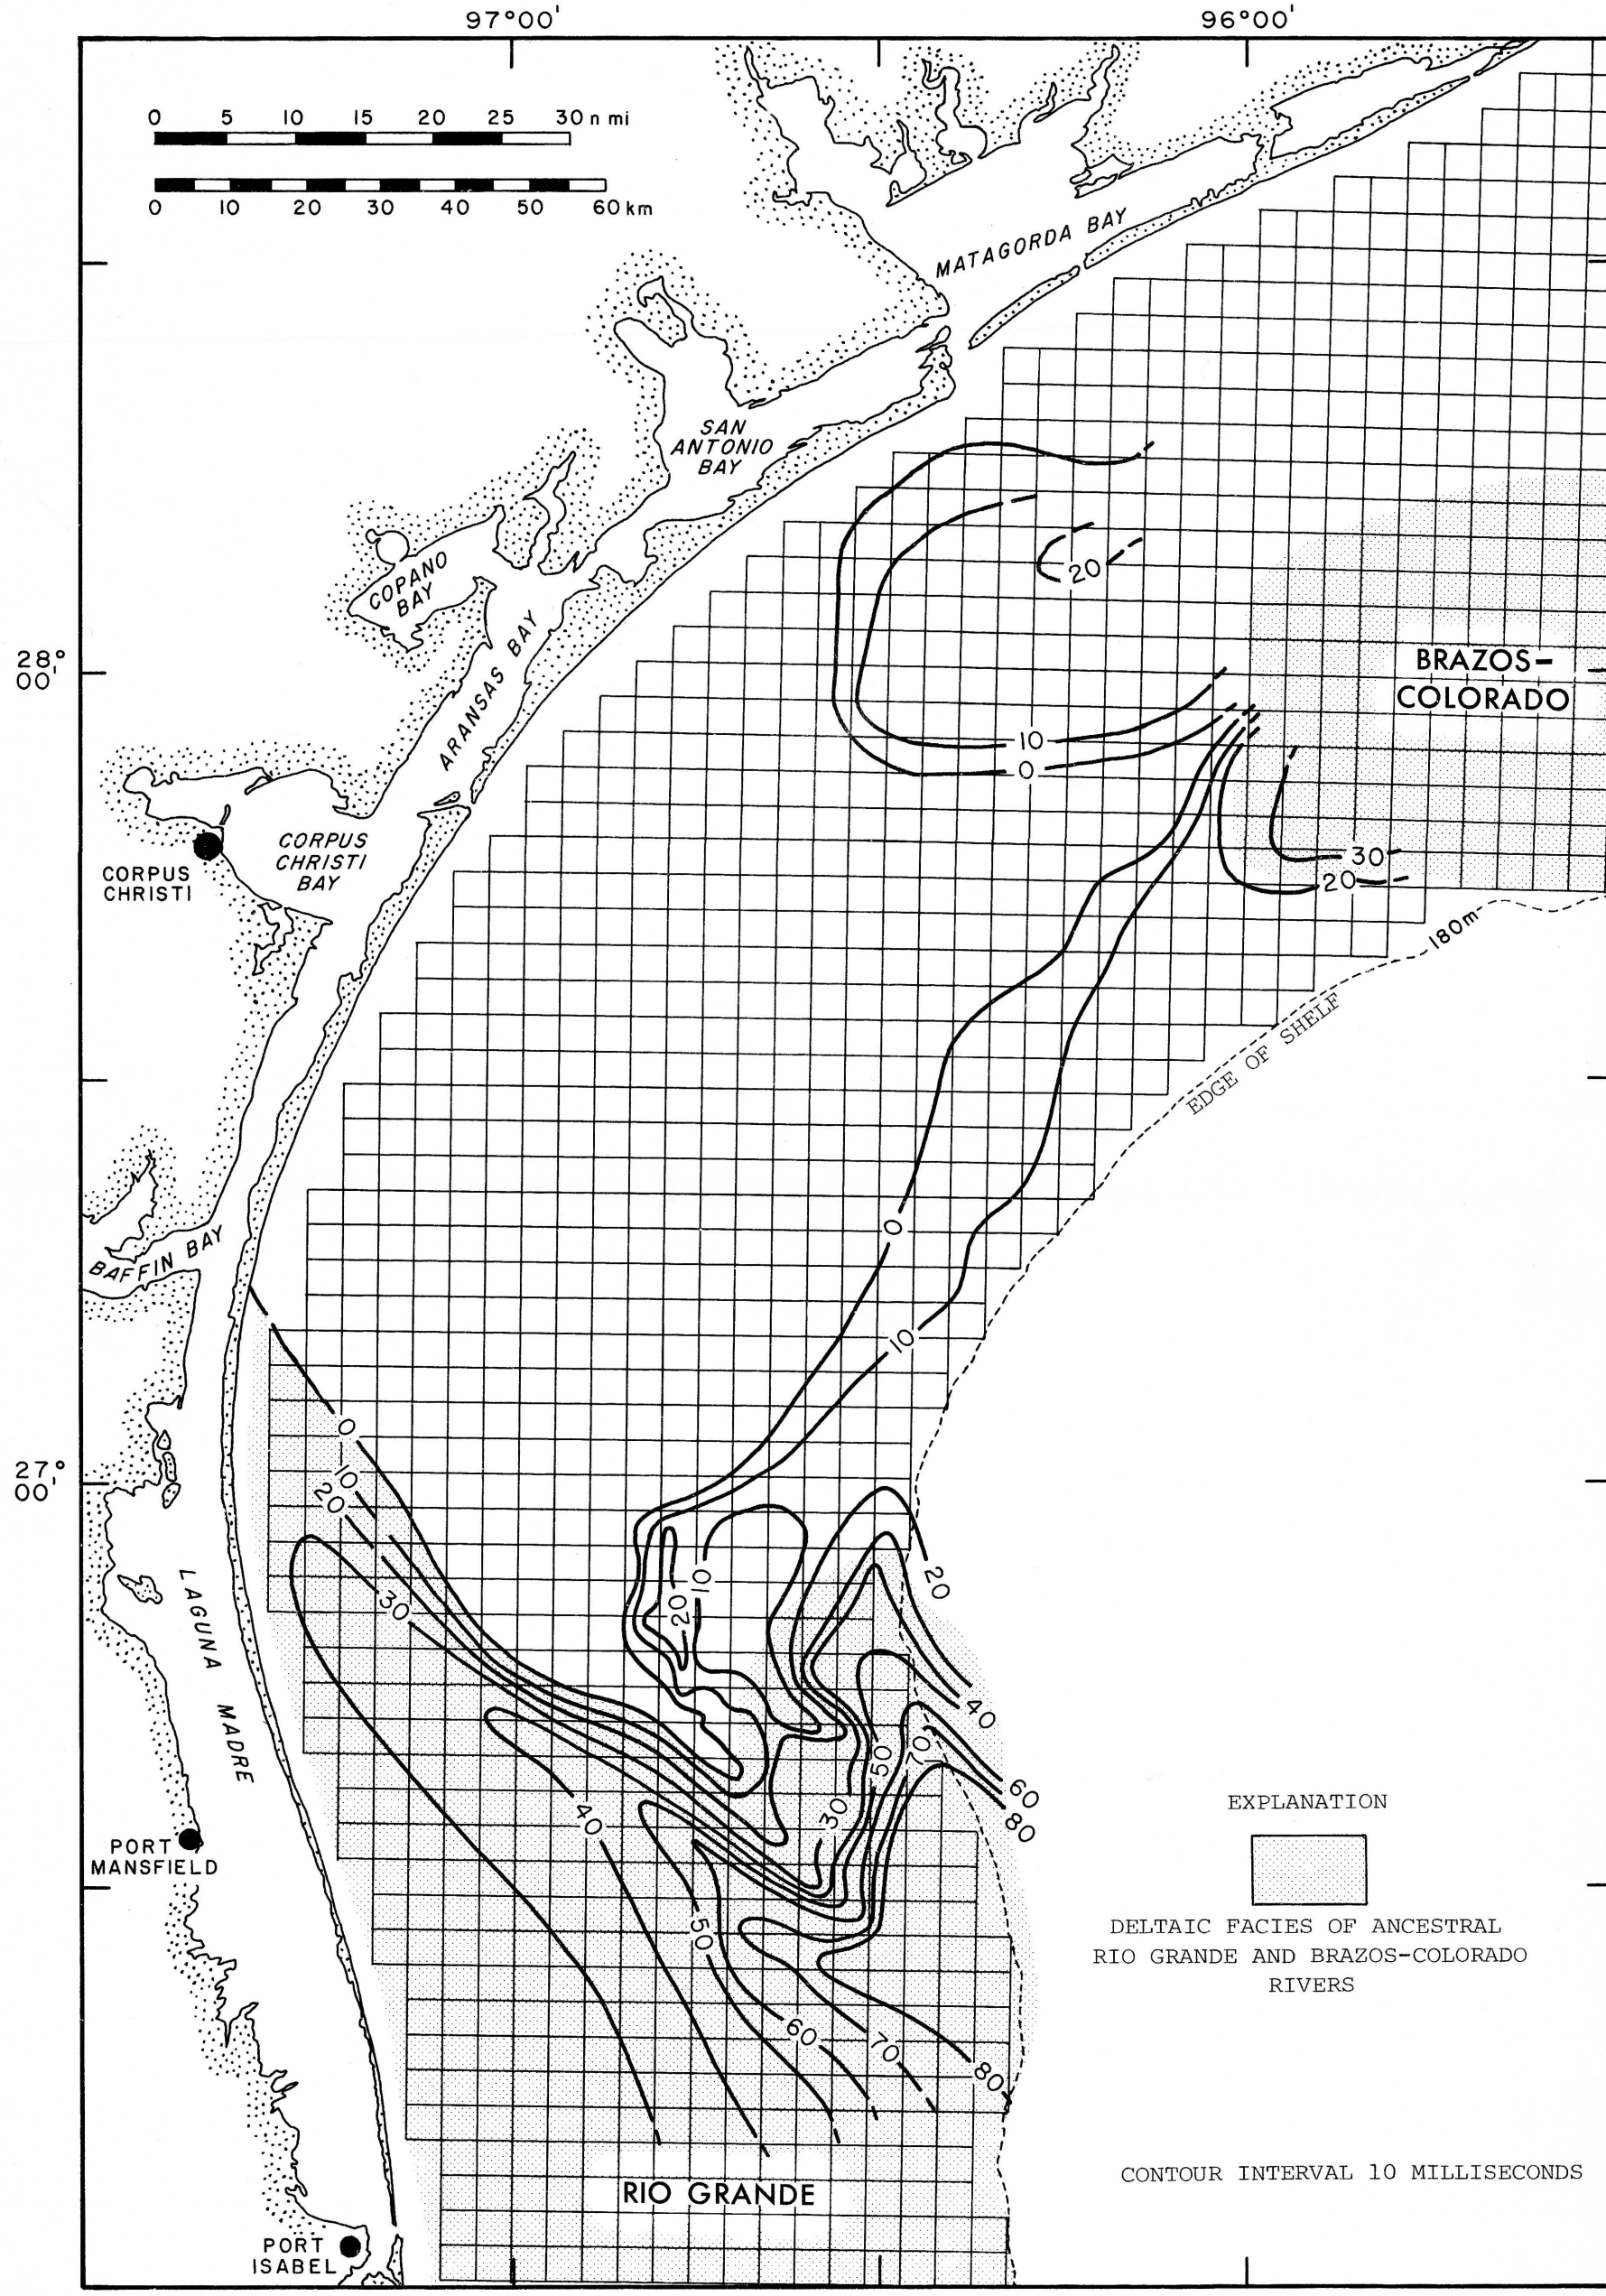 97°00'
96°00'
0 5 10 15 20 25 30 n mi
0 10 20 30 40 50 60 km
MATAGORDA BAY
SAN
ANTONIO
BAY
COPANO
BAY
ARANSAS BAY
20
28°
00'
BRAZOS-
COLORADO
10
0
CORPUS
CHRISTI
CORPUS
CHRISTI
BAY
30
20
180m
EDGE OF SHELF
BAFFIN BAY
0
10
0
10
20
27°
00'
30
20
10
20
LAGUNA MADRE
40
50
70
60
80
30
40
50
60
70
80
PORT
MANSFIELD
EXPLANATION
DELTAIC FACIES OF ANCESTRAL
RIO GRANDE AND BRAZOS-COLORADO
RIVERS
CONTOUR INTERVAL 10 MILLISECONDS
RIO GRANDE
PORT
ISABEL